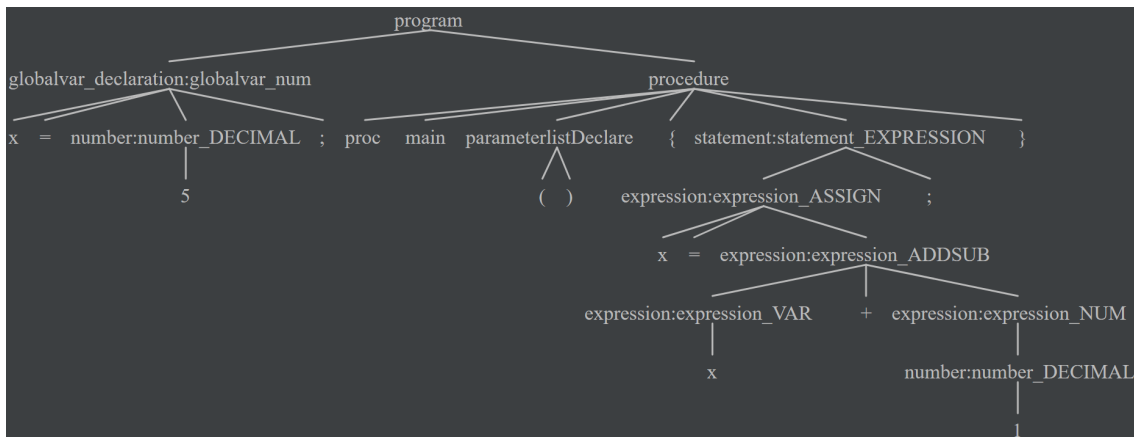 program
globalvar_declaration:globalvar_num procedure
x = number:number_DECIMAL ; proc main parameterlistDeclare { statement:statement_EXPRESSION }
5 ( ) expression:expression_ASSIGN ;
x = expression:expression_ADDSUB
expression:expression_VAR + expression:expression_NUM
x number:number_DECIMAL
1